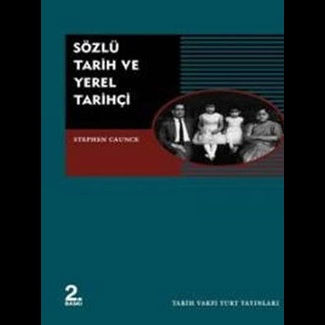 SÖZLÜ
TARİH VE
YEREL
TARİHÇİ
STEPHEN CAUNCE
2.
BASKI
TARİH VAKFI YURT YAYINLARI